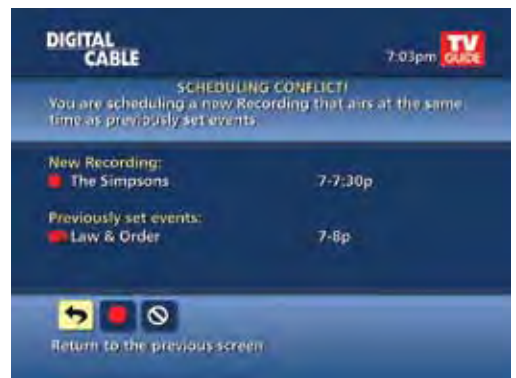 DIGITAL
CABLE
7:03pm
TV
GUIDE
SCHEDULING CONFLICT!
You are scheduling a new Recording that airs at the same
time as previously set events
New Recording:
The Simpsons 7-7:30p
Previously set events:
Law & Order 7-8p
Return to the previous screen